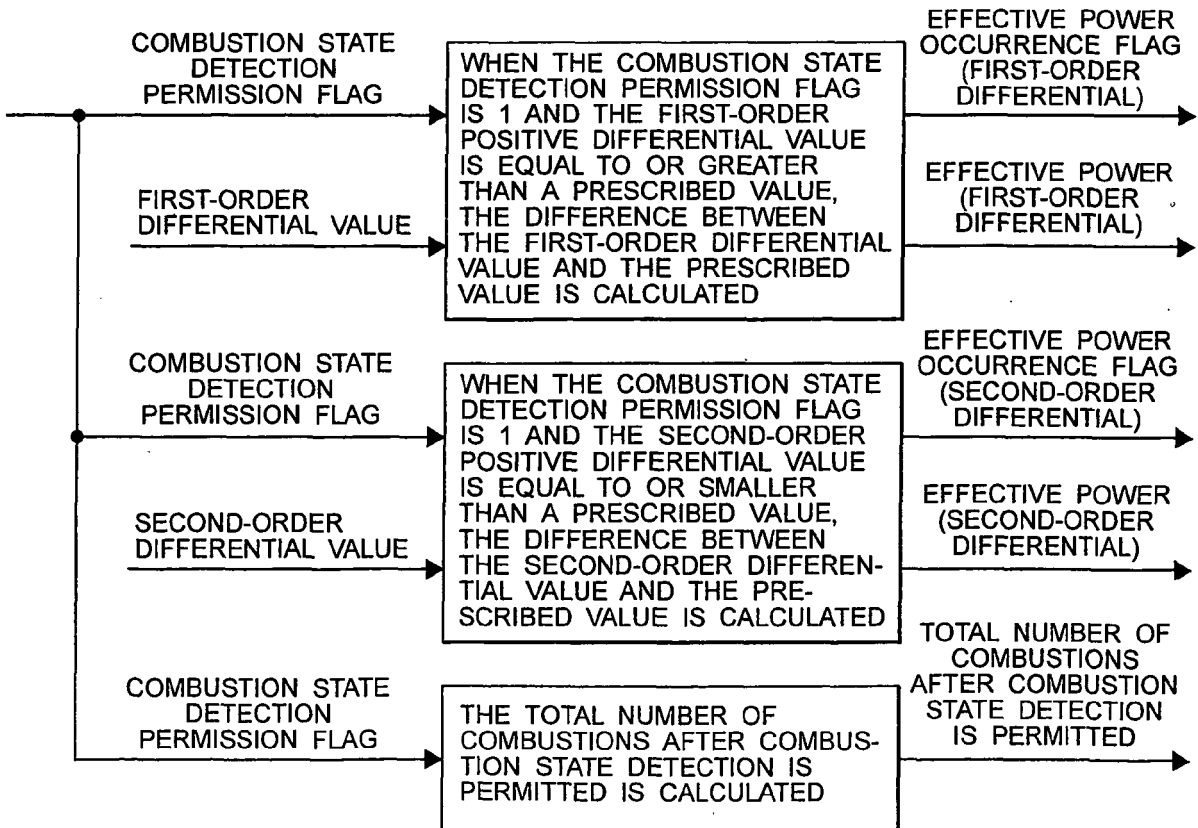 COMBUSTION STATE
DETECTION
PERMISSION FLAG
FIRST-ORDER
DIFFERENTIAL VALUE
WHEN THE COMBUSTION STATE
DETECTION PERMISSION FLAG
IS 1 AND THE FIRST-ORDER
POSITIVE DIFFERENTIAL VALUE
IS EQUAL TO OR GREATER
THAN A PRESCRIBED VALUE,
THE DIFFERENCE BETWEEN
THE FIRST-ORDER DIFFERENTIAL
VALUE AND THE PRESCRIBED
VALUE IS CALCULATED
EFFECTIVE POWER
OCCURRENCE FLAG
(FIRST-ORDER
DIFFERENTIAL)
EFFECTIVE POWER
(FIRST-ORDER
DIFFERENTIAL)
COMBUSTION STATE
DETECTION
PERMISSION FLAG
SECOND-ORDER
DIFFERENTIAL VALUE
WHEN THE COMBUSTION STATE
DETECTION PERMISSION FLAG
IS 1 AND THE SECOND-ORDER
POSITIVE DIFFERENTIAL VALUE
IS EQUAL TO OR SMALLER
THAN A PRESCRIBED VALUE,
THE DIFFERENCE BETWEEN
THE SECOND-ORDER DIFFEREN-
TIAL VALUE AND THE PRE-
SCRIBED VALUE IS CALCULATED
EFFECTIVE POWER
OCCURRENCE FLAG
(SECOND-ORDER
DIFFERENTIAL)
EFFECTIVE POWER
(SECOND-ORDER
DIFFERENTIAL)
COMBUSTION STATE
DETECTION
PERMISSION FLAG
THE TOTAL NUMBER OF
COMBUSTIONS AFTER COMBUS-
TION STATE DETECTION IS
PERMITTED IS CALCULATED
TOTAL NUMBER OF
COMBUSTIONS
AFTER COMBUSTION
STATE DETECTION
IS PERMITTED